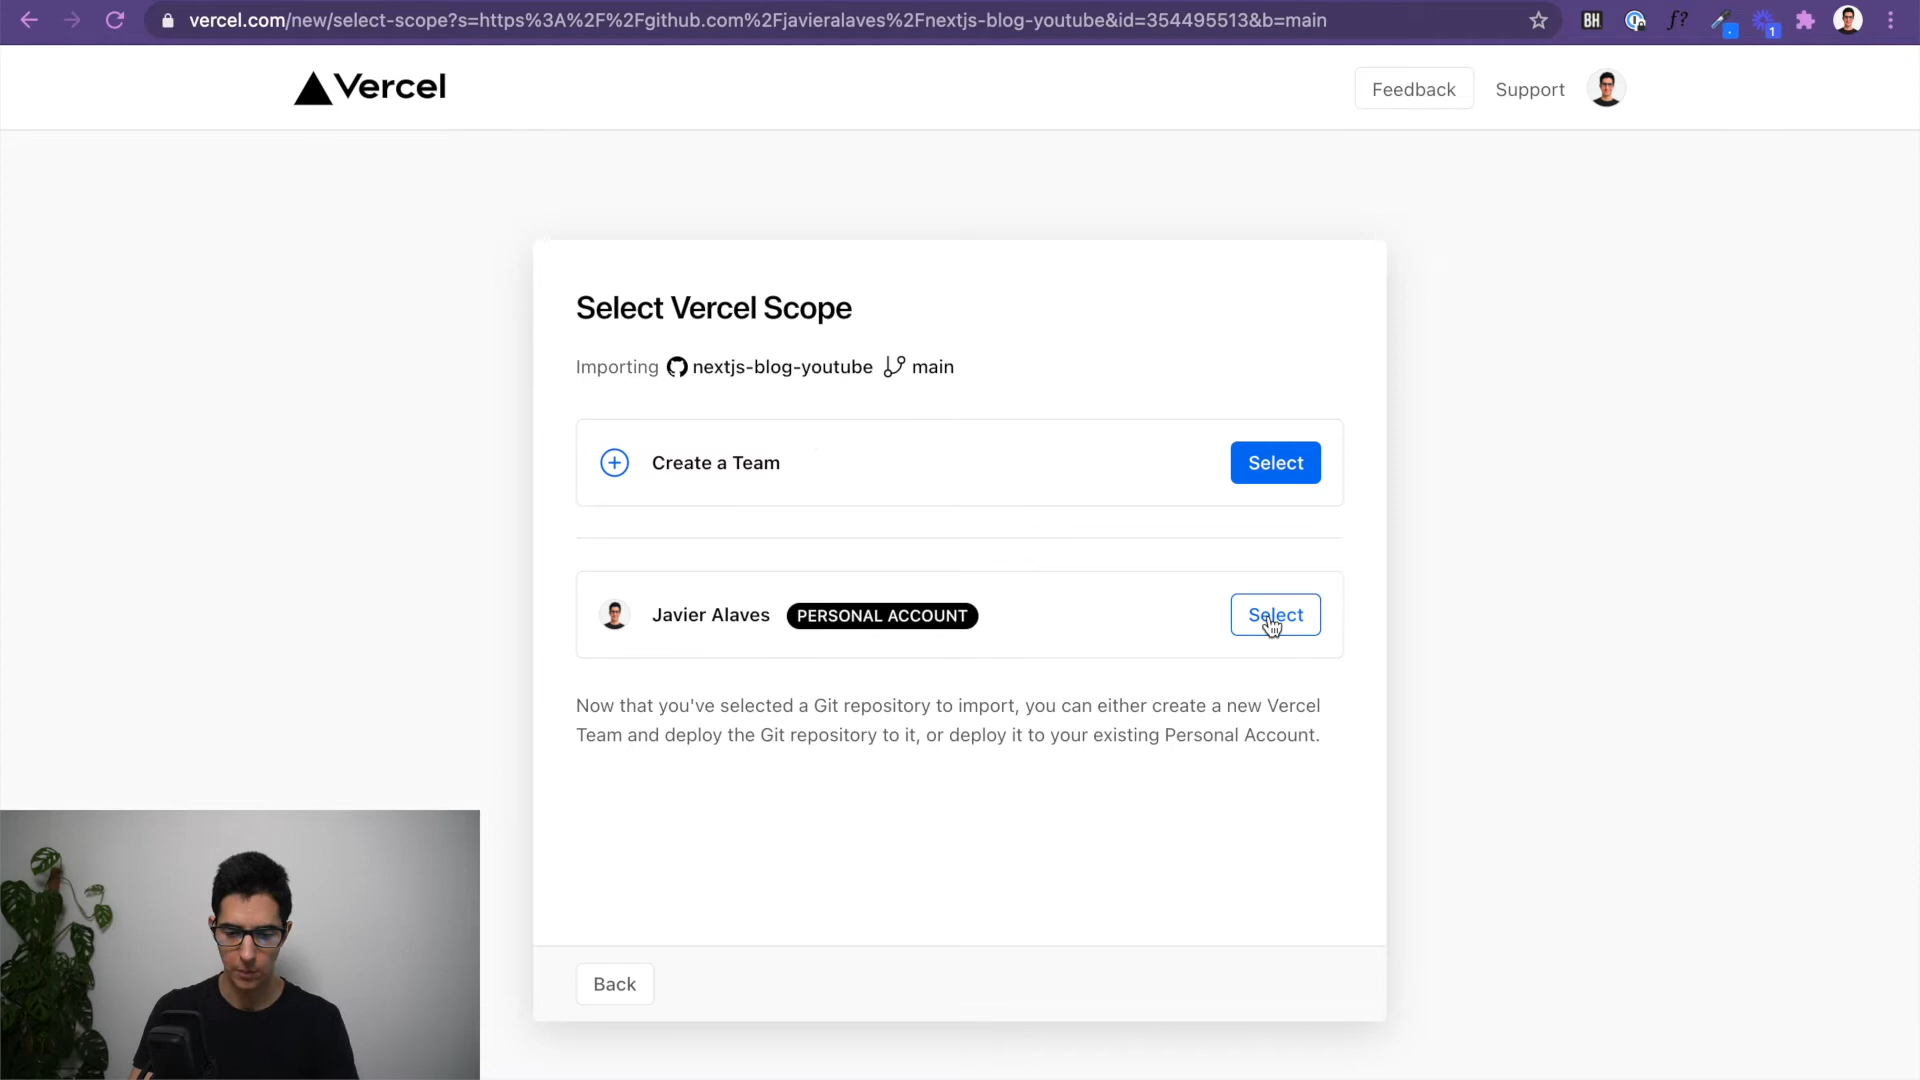 vercel.com/new/select-scope?s=https%3A%2F%2Fgithub.com%2Fjavieralaves%2Fnextjs-blog-youtube&id=354495513&b=main
BH
f?
1
Vercel
Feedback
Support
Select Vercel Scope
Importing nextjs-blog-youtube main
Create a Team
Select
Javier Alaves
PERSONAL ACCOUNT
Select
Now that you've selected a Git repository to import, you can either create a new Vercel
Team and deploy the Git repository to it, or deploy it to your existing Personal Account.
Back